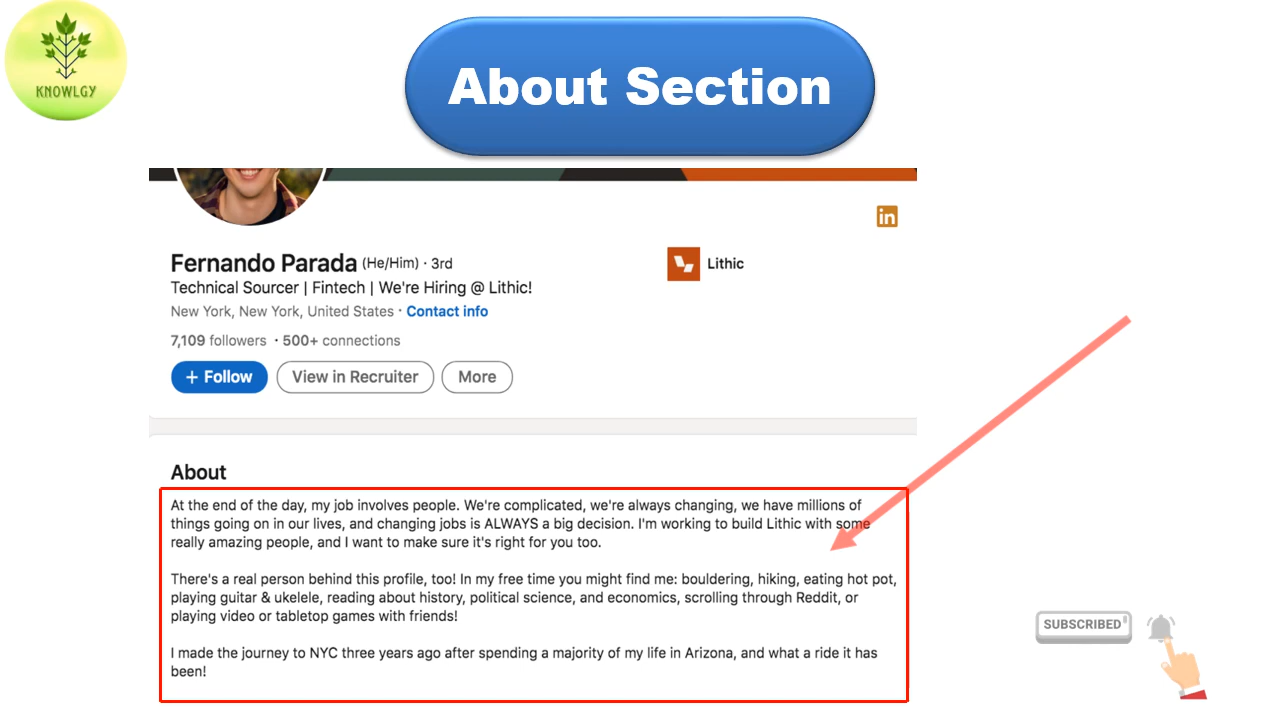 KNOWLGY
About Section
in
Fernando Parada (He/Him) · 3rd
Lithic
Technical Sourcer | Fintech | We're Hiring @ Lithic!
New York, New York, United States · Contact info
7,109 followers · 500+ connections
+ Follow
View in Recruiter
More
About
At the end of the day, my job involves people. We're complicated, we're always changing, we have millions of
things going on in our lives, and changing jobs is ALWAYS a big decision. I'm working to build Lithic with some
really amazing people, and I want to make sure it's right for you too.
There's a real person behind this profile, too! In my free time you might find me: bouldering, hiking, eating hot pot,
playing guitar & ukelele, reading about history, political science, and economics, scrolling through Reddit, or
playing video or tabletop games with friends!
I made the journey to NYC three years ago after spending a majority of my life in Arizona, and what a ride it has
been!
SUBSCRIBED